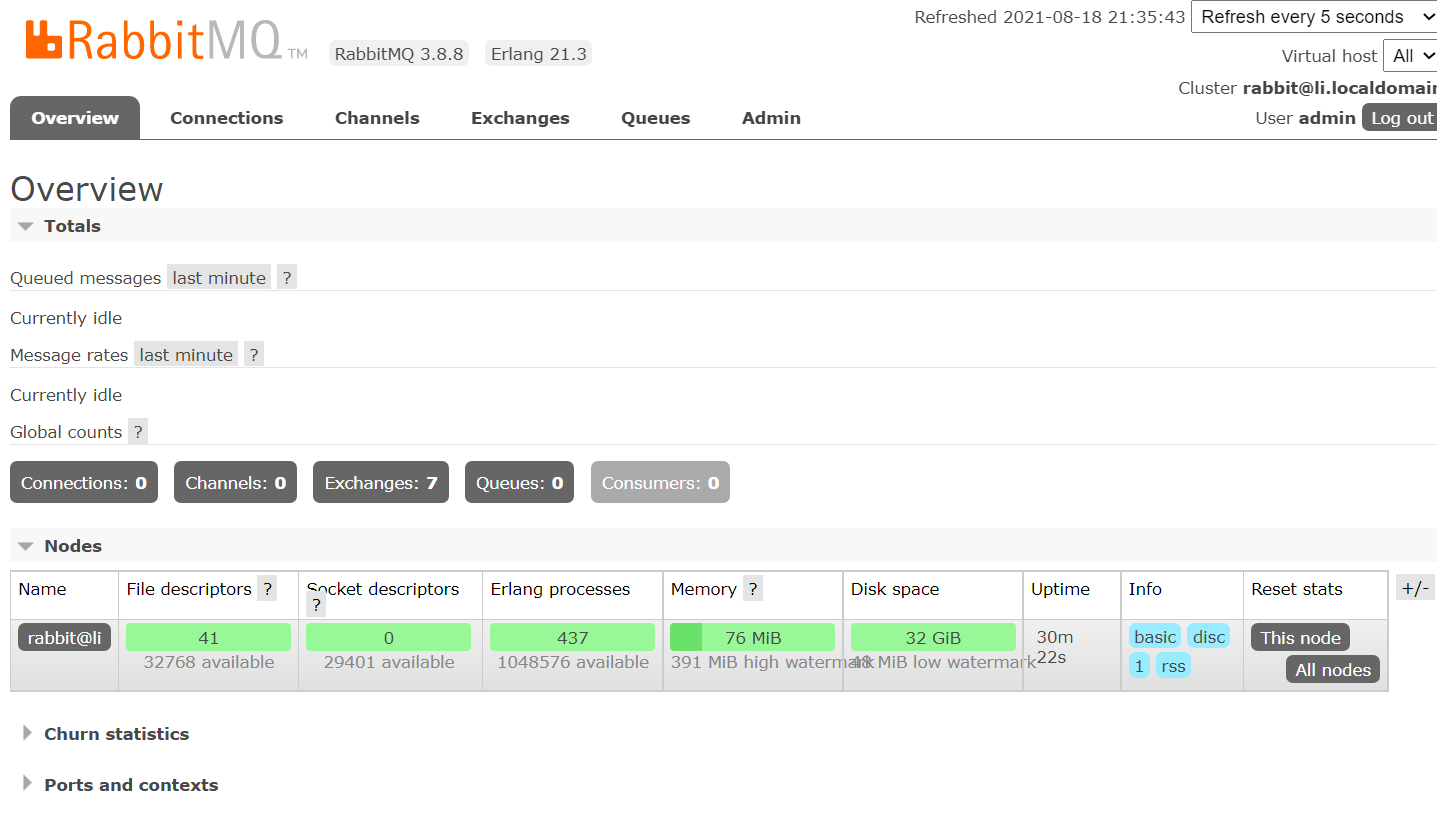 RabbitMQ TM RabbitMQ 3.8.8 Erlang 21.3
Refreshed 2021-08-18 21:35:43 Refresh every 5 seconds
Virtual host All
Cluster rabbit@li.localdomain
User admin Log out
Overview Connections Channels Exchanges Queues Admin
Overview
Totals
Queued messages last minute ?
Currently idle
Message rates last minute ?
Currently idle
Global counts ?
Connections: 0 Channels: 0 Exchanges: 7 Queues: 0 Consumers: 0
Nodes
Name File descriptors ? Socket descriptors ? Erlang processes Memory ? Disk space Uptime Info Reset stats +/-
rabbit@li 41 0 437 76 MiB 32 GiB 30m 22s basic disc 1 rss This node
32768 available 29401 available 1048576 available 391 MiB high watermark 48 MiB low watermark All nodes
Churn statistics
Ports and contexts